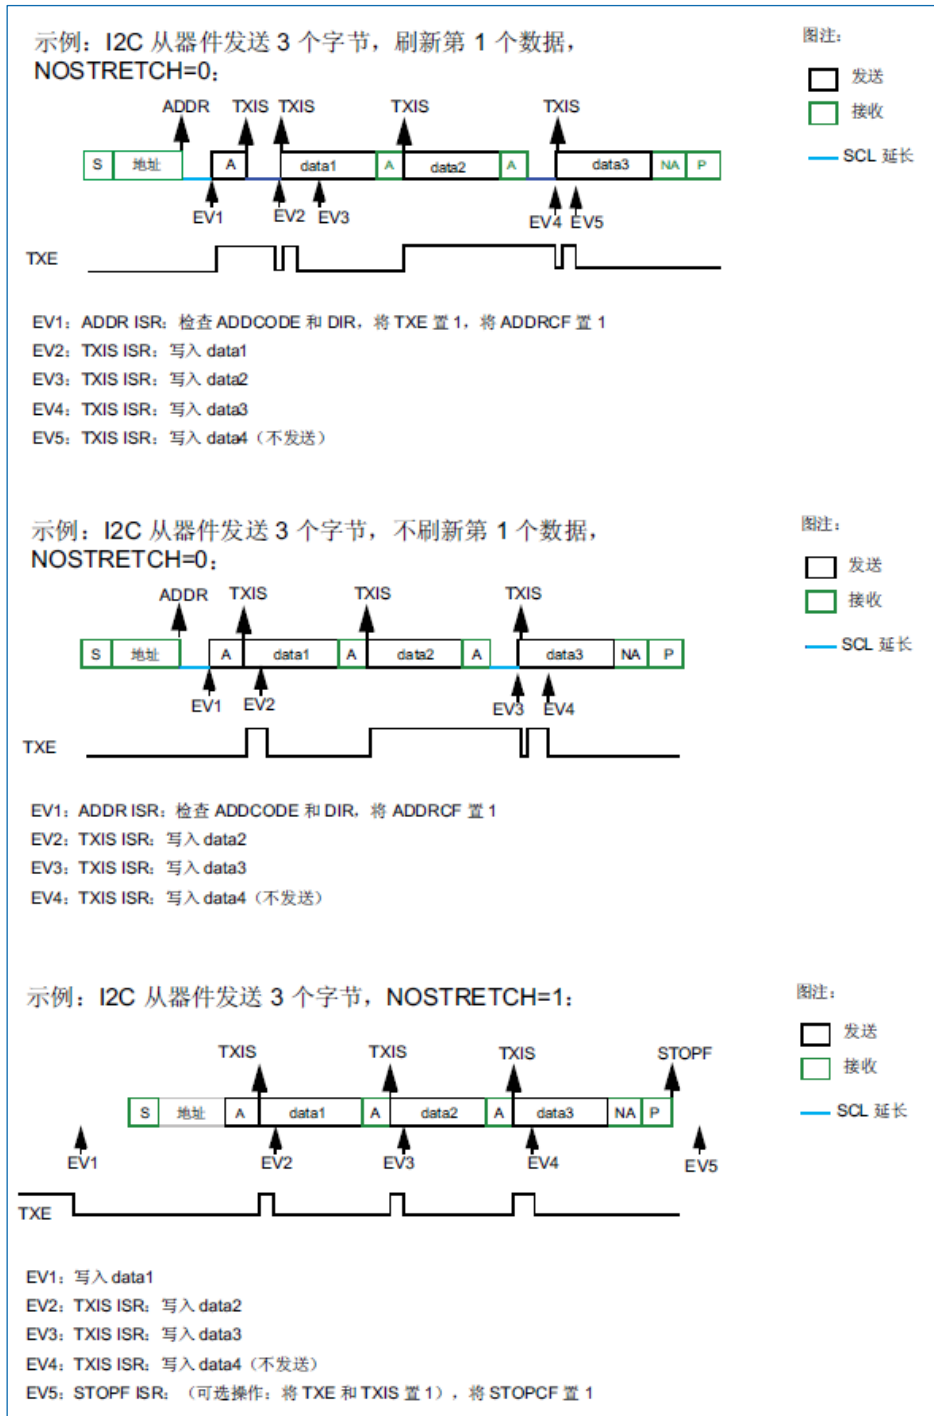 示例：I2C 从器件发送 3 个字节，刷新第 1 个数据，
NOSTRETCH=0：
图注：
发送
接收
SCL 延长
ADDR TXIS TXIS TXIS TXIS
S 地址 A data1 A data2 A data3 NA P
EV1 EV2 EV3 EV4 EV5
TXE
EV1：ADDR ISR：检查 ADDCODE 和 DIR，将 TXE 置 1，将 ADDRCF 置 1
EV2：TXIS ISR：写入 data1
EV3：TXIS ISR：写入 data2
EV4：TXIS ISR：写入 data3
EV5：TXIS ISR：写入 data4（不发送）
示例：I2C 从器件发送 3 个字节，不刷新第 1 个数据，
NOSTRETCH=0：
图注：
发送
接收
SCL 延长
ADDR TXIS TXIS TXIS
S 地址 A data1 A data2 A data3 NA P
EV1 EV2 EV3 EV4
TXE
EV1：ADDR ISR：检查 ADDCODE 和 DIR，将 ADDRCF 置 1
EV2：TXIS ISR：写入 data2
EV3：TXIS ISR：写入 data3
EV4：TXIS ISR：写入 data4（不发送）
示例：I2C 从器件发送 3 个字节，NOSTRETCH=1：
图注：
发送
接收
SCL 延长
TXIS TXIS TXIS STOPF
S 地址 A data1 A data2 A data3 NA P
EV1 EV2 EV3 EV4 EV5
TXE
EV1：写入 data1
EV2：TXIS ISR：写入 data2
EV3：TXIS ISR：写入 data3
EV4：TXIS ISR：写入 data4（不发送）
EV5：STOPF ISR：（可选操作：将 TXE 和 TXIS 置 1），将 STOPCF 置 1